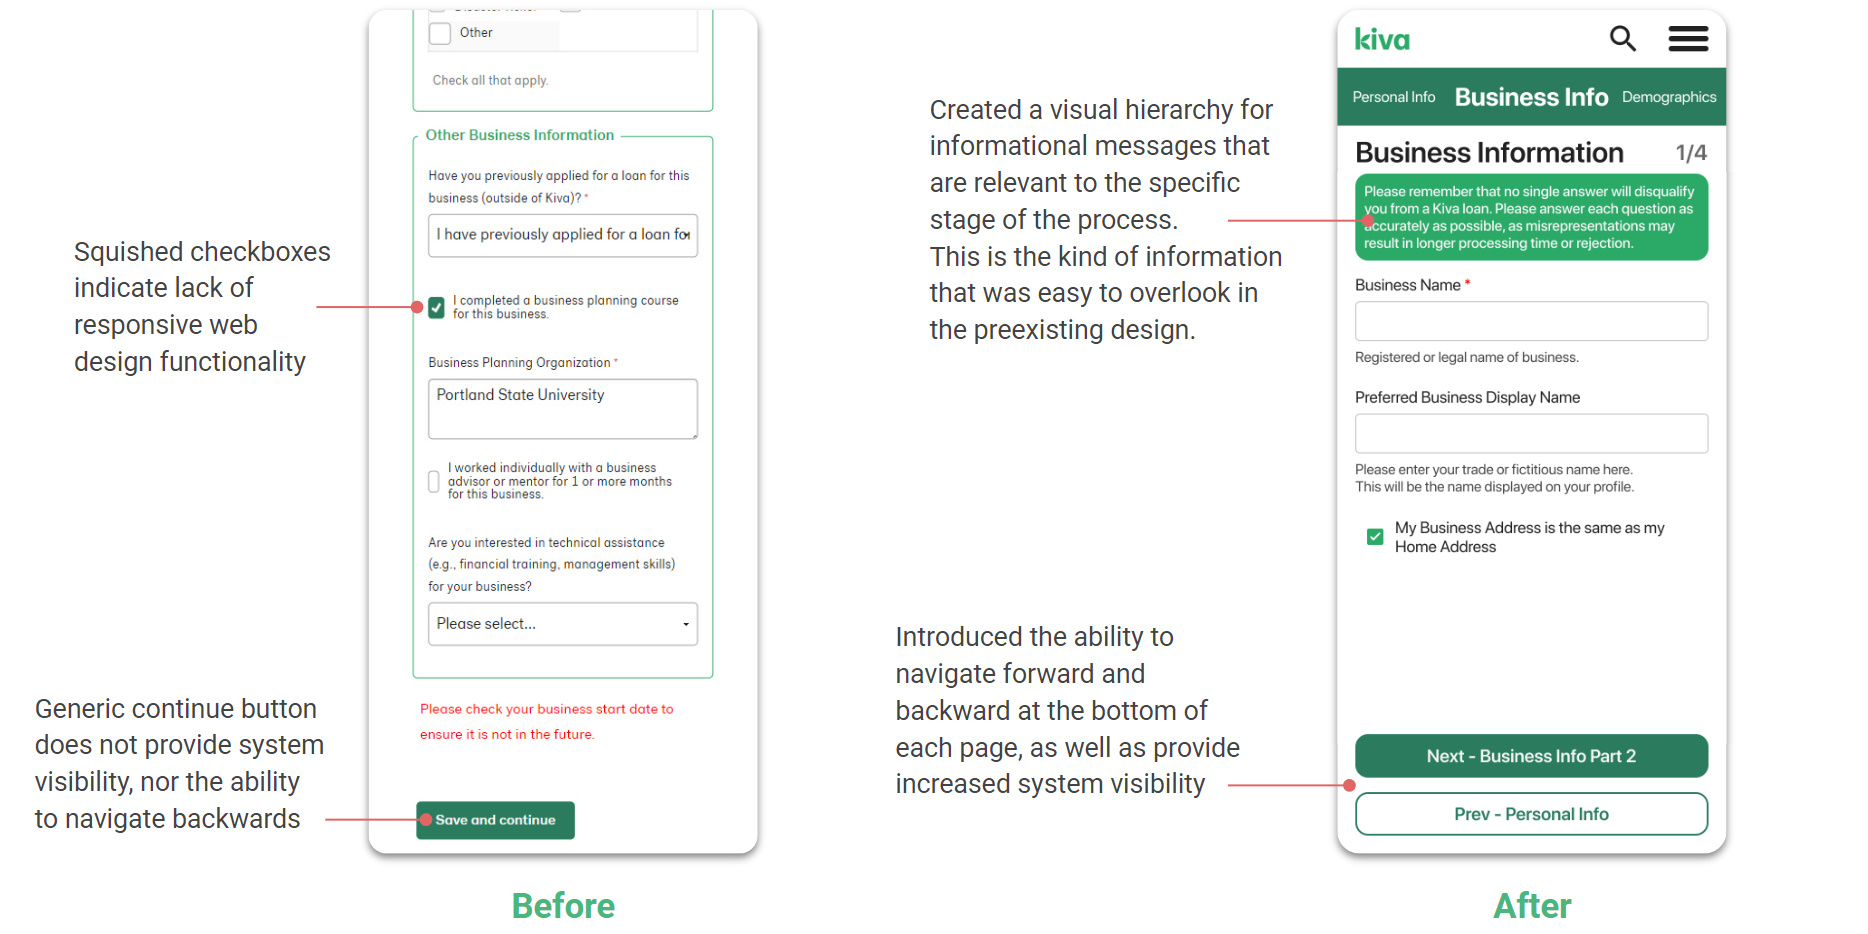 Other
Check all that apply.
Other Business Information
Have you previously applied for a loan for this
business (outside of Kiva)? *
I have previously applied for a loan for
I completed a business planning course
for this business.
Business Planning Organization *
Portland State University
I worked individually with a business
advisor or mentor for 1 or more months
for this business.
Are you interested in technical assistance
(e.g., financial training, management skills)
for your business?
Please select...
Please check your business start date to
ensure it is not in the future.
Save and continue
Squished checkboxes
indicate lack of
responsive web
design functionality
Generic continue button
does not provide system
visibility, nor the ability
to navigate backwards
Before
Created a visual hierarchy for
informational messages that
are relevant to the specific
stage of the process.
This is the kind of information
that was easy to overlook in
the preexisting design.
Introduced the ability to
navigate forward and
backward at the bottom of
each page, as well as provide
increased system visibility
kiva
Personal Info Business Info Demographics
Business Information 1/4
Please remember that no single answer will disqualify
you from a Kiva loan. Please answer each question as
accurately as possible, as misrepresentations may
result in longer processing time or rejection.
Business Name *
Registered or legal name of business.
Preferred Business Display Name
Please enter your trade or fictitious name here.
This will be the name displayed on your profile.
My Business Address is the same as my
Home Address
Next - Business Info Part 2
Prev - Personal Info
After